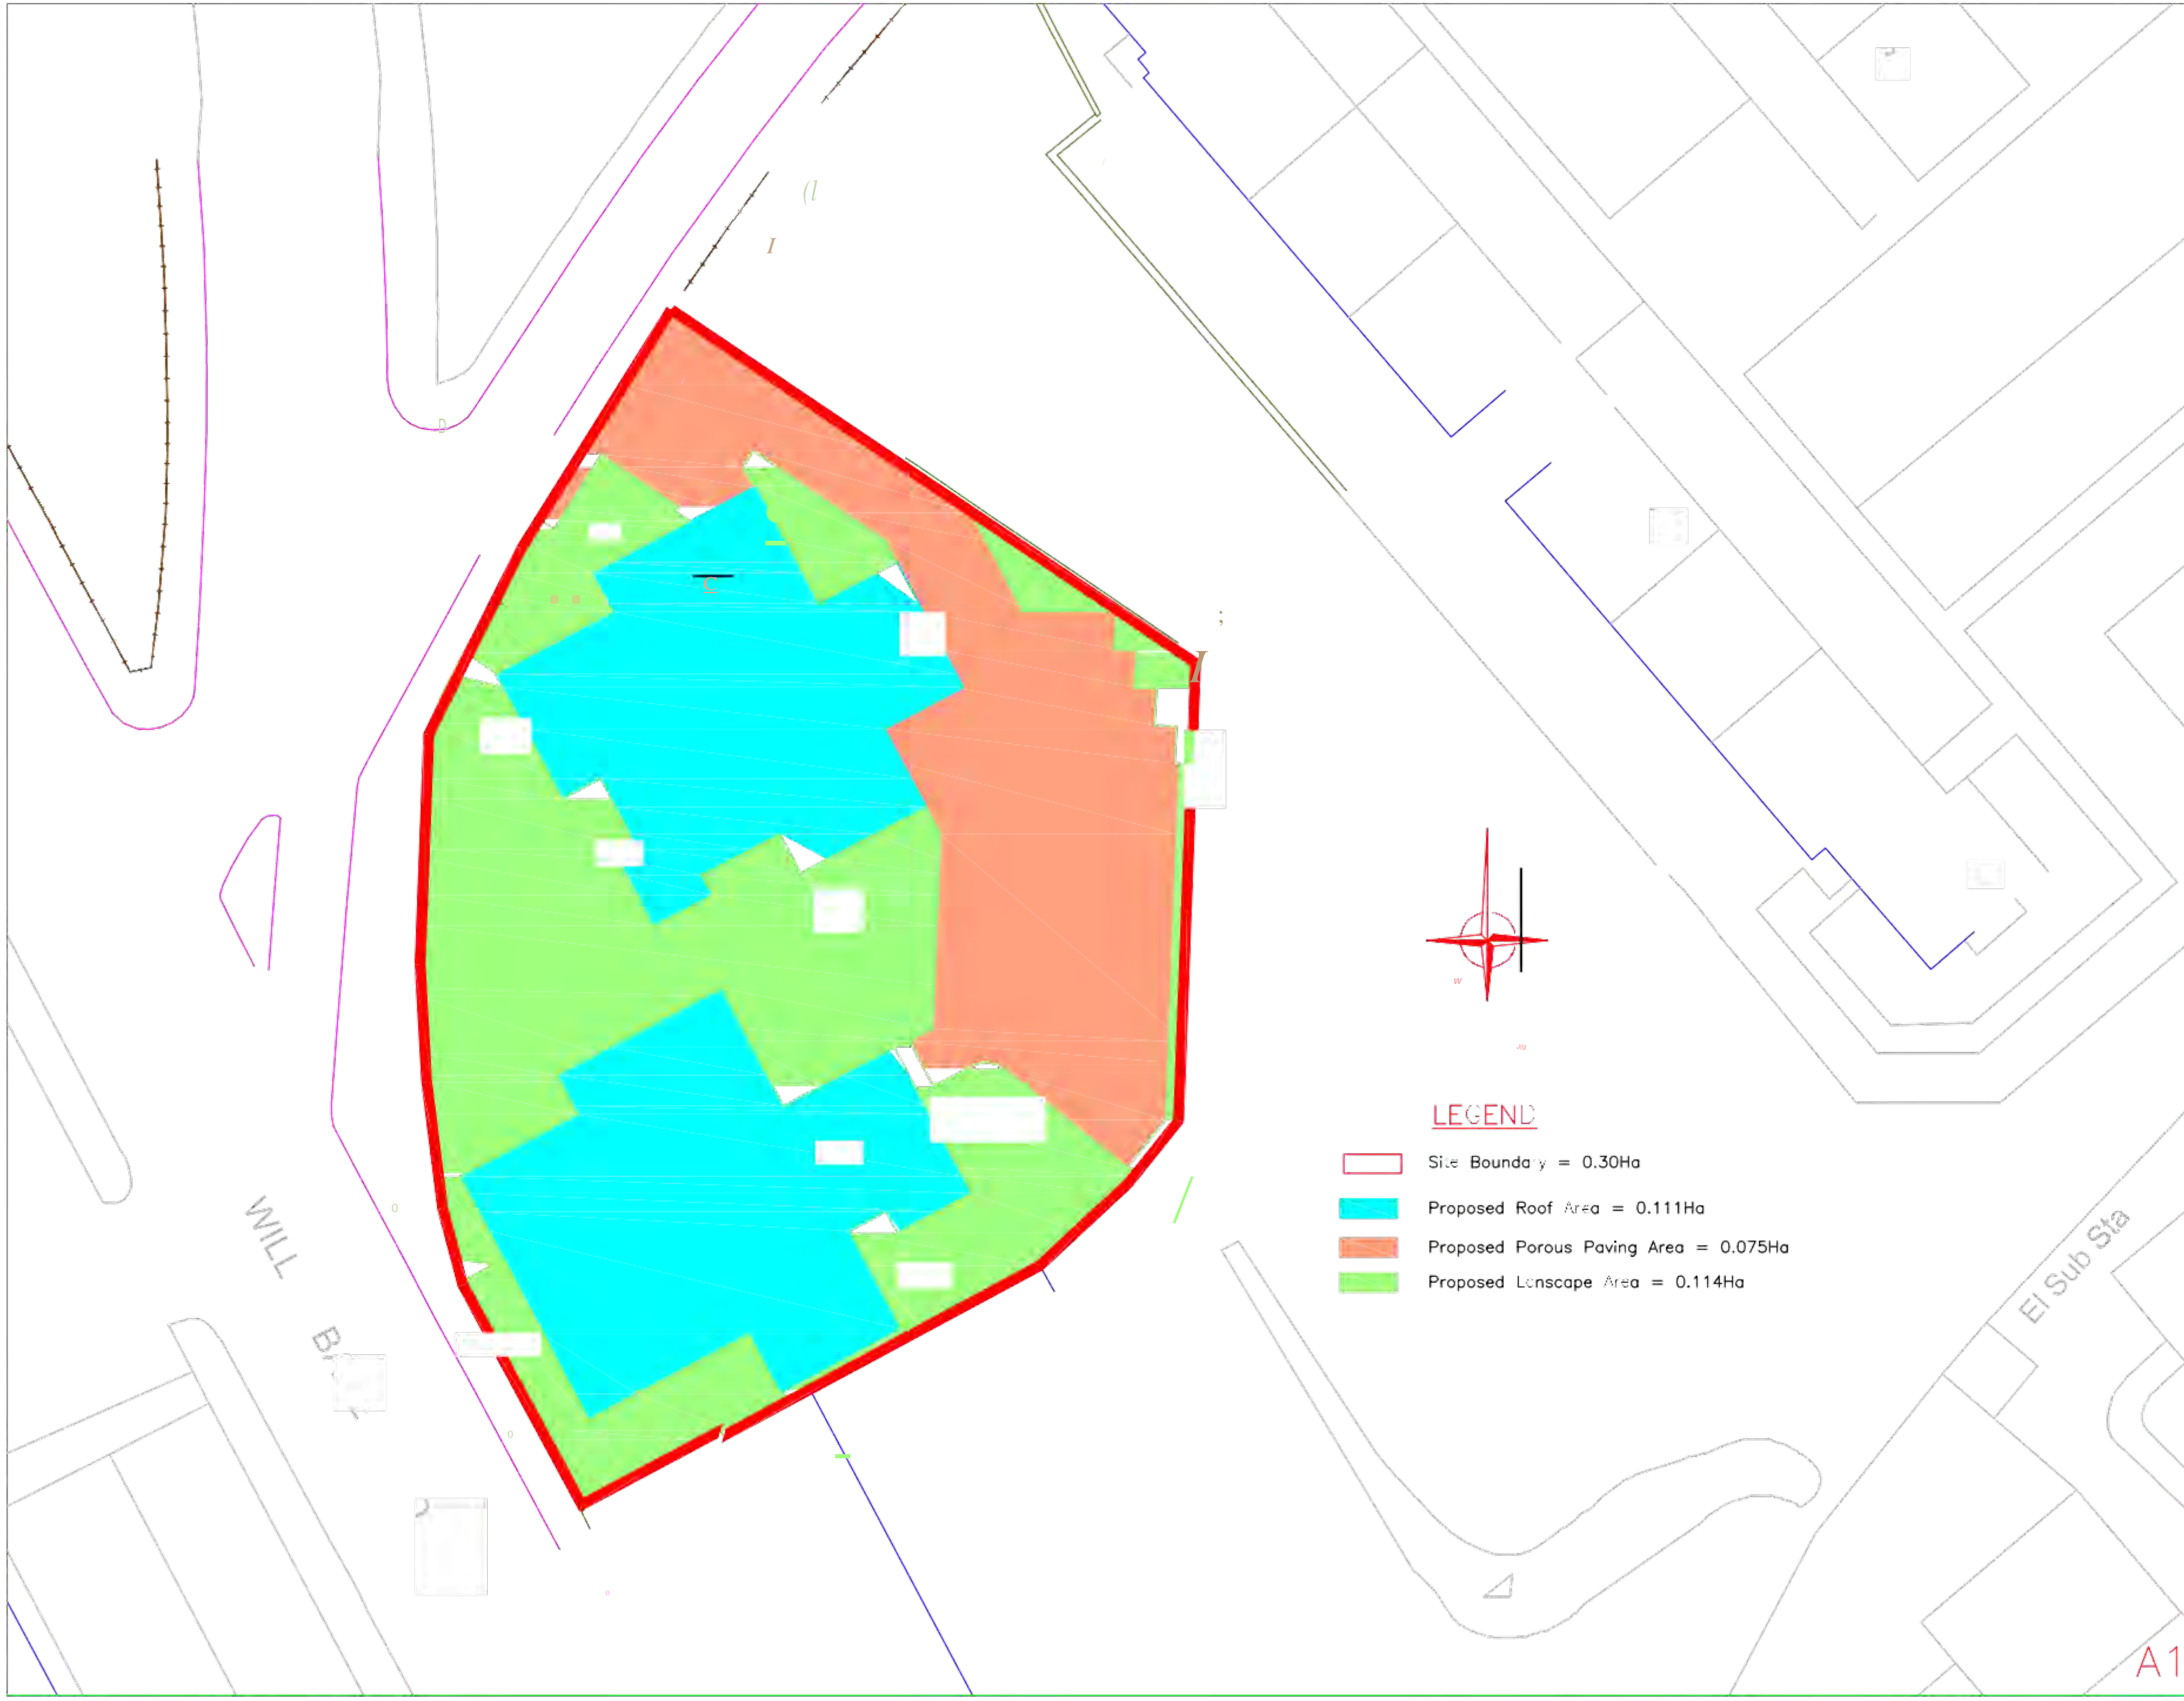 LEGEND
Site Boundary = 0.30Ha
Proposed Roof Area = 0.111Ha
Proposed Porous Paving Area = 0.075Ha
Proposed Lanscape Area = 0.114Ha
WILL
El Sub Sta
W
C
A1